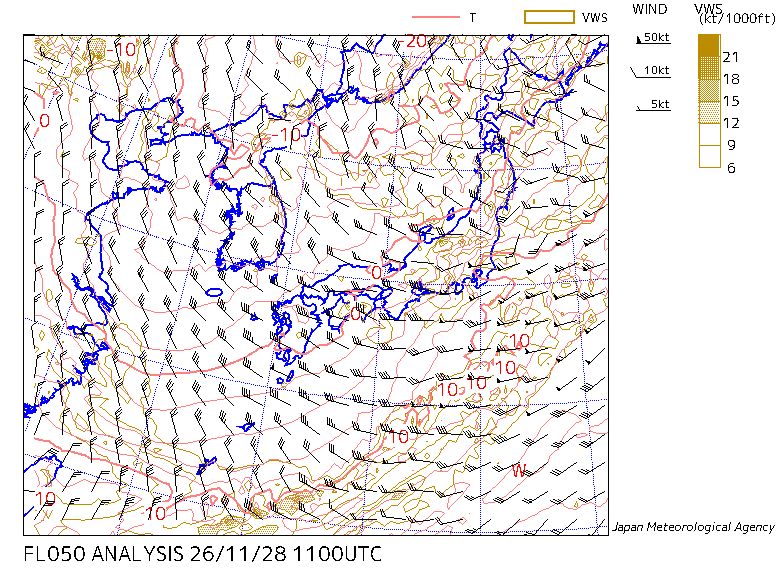 T VWS
WIND
VWS
(kt/1000ft)
50kt
10kt
5kt
21
18
15
12
9
6
-10
-20
0
-10
0
0
10
10
10
10
10
W
10
10
Japan Meteorological Agency
FL050 ANALYSIS 26/11/28 1100UTC